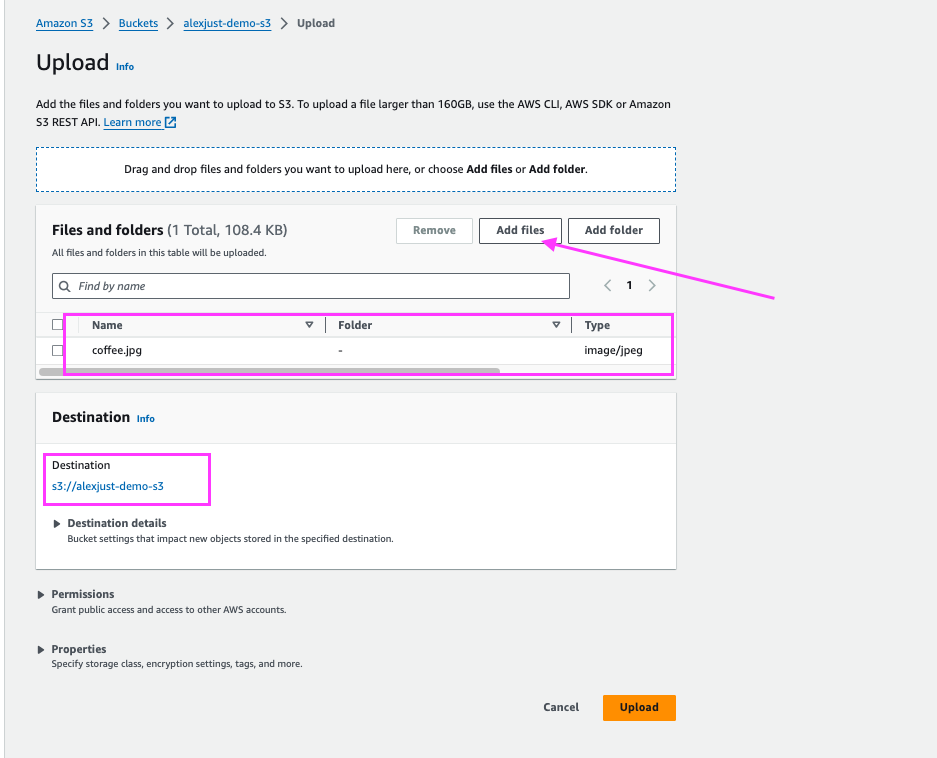 Amazon S3 > Buckets > alexjust-demo-s3 > Upload
Upload Info
Add the files and folders you want to upload to S3. To upload a file larger than 160GB, use the AWS CLI, AWS SDK or Amazon
S3 REST API. Learn more
Drag and drop files and folders you want to upload here, or choose Add files or Add folder.
Files and folders (1 Total, 108.4 KB)
Remove
Add files
Add folder
All files and folders in this table will be uploaded.
Find by name
< 1 >
Name Folder Type
coffee.jpg - image/jpeg
Destination Info
Destination
s3://alexjust-demo-s3
Destination details
Bucket settings that impact new objects stored in the specified destination.
Permissions
Grant public access and access to other AWS accounts.
Properties
Specify storage class, encryption settings, tags, and more.
Cancel
Upload